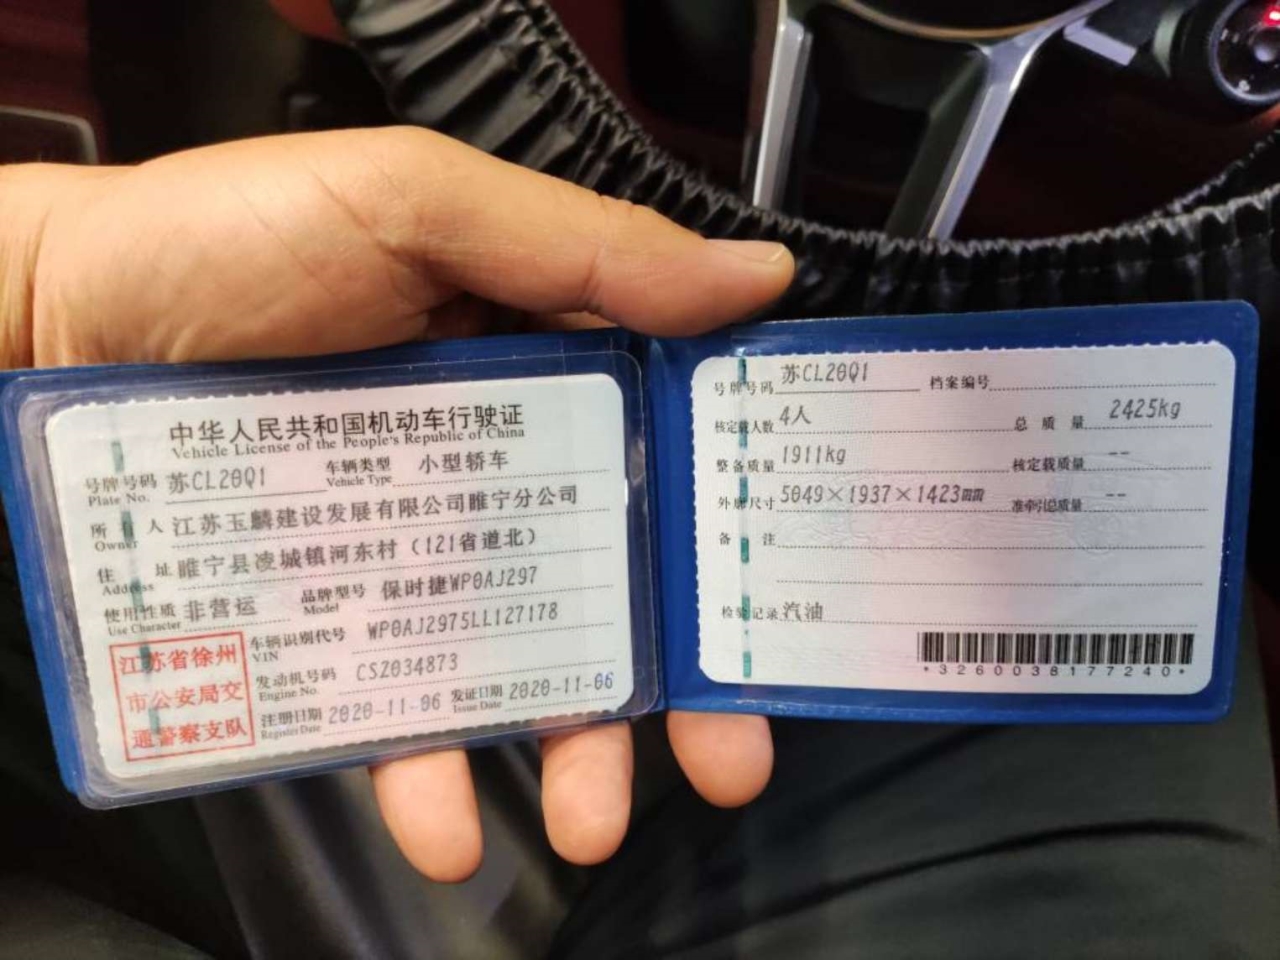 中华人民共和国机动车行驶证
Vehicle License of the People's Republic of China
号牌号码 苏CL20Q1 车辆类型 小型轿车
Plate No. Vehicle Type
所有人 江苏玉麟建设发展有限公司睢宁分公司
Owner
住址 睢宁县凌城镇河东村（121省道北）
Address
使用性质 非营运 品牌型号 保时捷WP0AJ297
Use Character Model
江苏省徐州
市公安局交
通警察支队
车辆识别代号 WP0AJ2975LL127178
VIN
发动机号码 CS2034873
Engine No.
注册日期 2020-11-06 发证日期 2020-11-06
Register Date Issue Date
号牌号码 苏CL20Q1 档案编号
核定载人数 4人 总质量 2425kg
整备质量 1911kg 核定载质量 --
外廓尺寸 5049×1937×1423mm 准牵引总质量 --
备注
检验记录 汽油
*3260038177240*